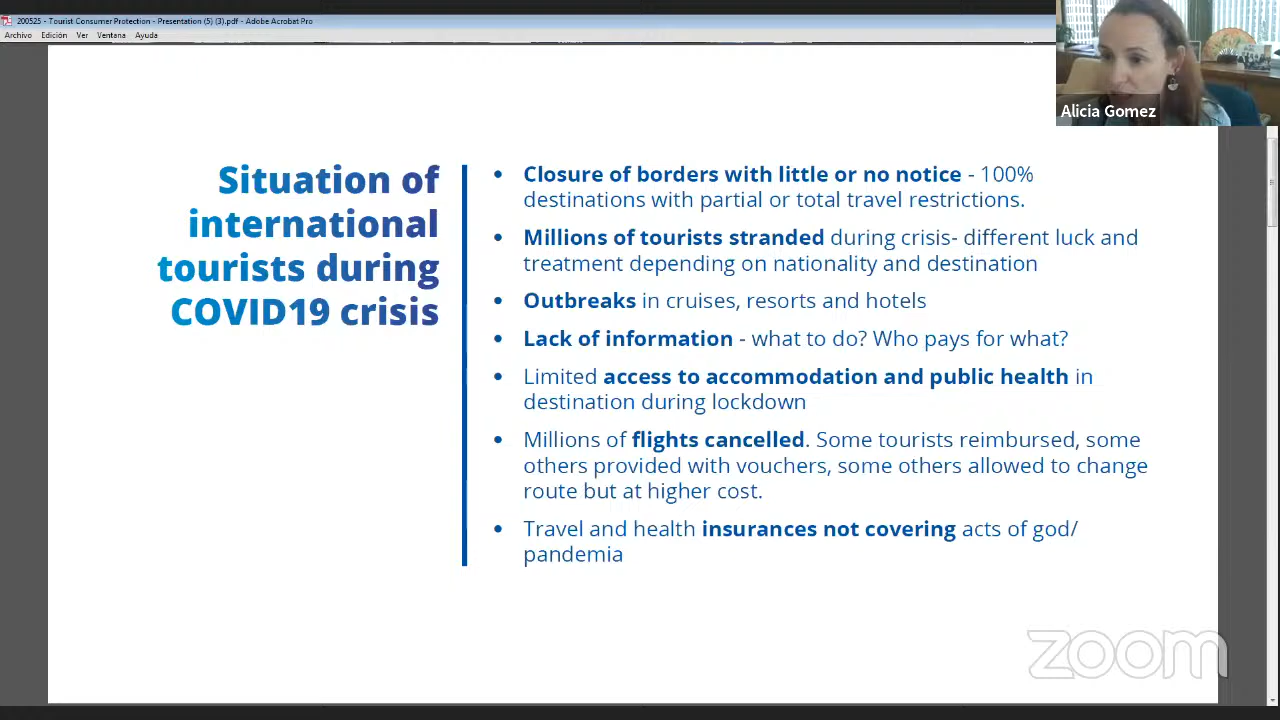 200525 - Tourist Consumer Protection - Presentation (5) (3).pdf - Adobe Acrobat Pro
Archivo Edición Ver Ventana Ayuda
Alicia Gomez
Situation of
international
tourists during
COVID19 crisis
• Closure of borders with little or no notice - 100%
destinations with partial or total travel restrictions.
• Millions of tourists stranded during crisis- different luck and
treatment depending on nationality and destination
• Outbreaks in cruises, resorts and hotels
• Lack of information - what to do? Who pays for what?
• Limited access to accommodation and public health in
destination during lockdown
• Millions of flights cancelled. Some tourists reimbursed, some
others provided with vouchers, some others allowed to change
route but at higher cost.
• Travel and health insurances not covering acts of god/
pandemia
zoom